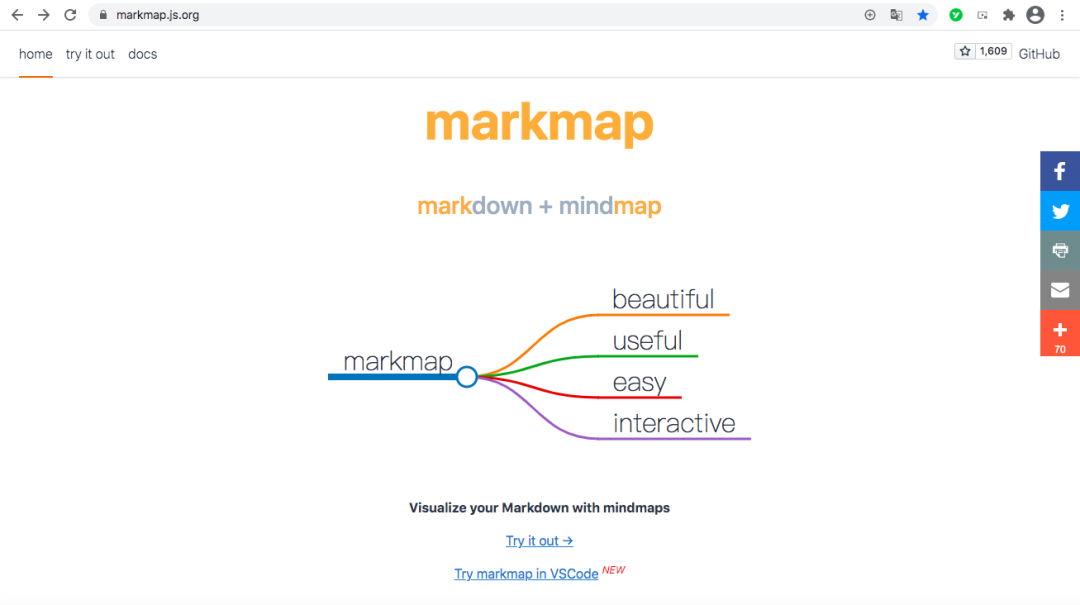 markmap.js.org
home try it out docs
1,609 GitHub
markmap
markdown + mindmap
beautiful
useful
markmap
easy
interactive
70
Visualize your Markdown with mindmaps
Try it out →
Try markmap in VSCode NEW